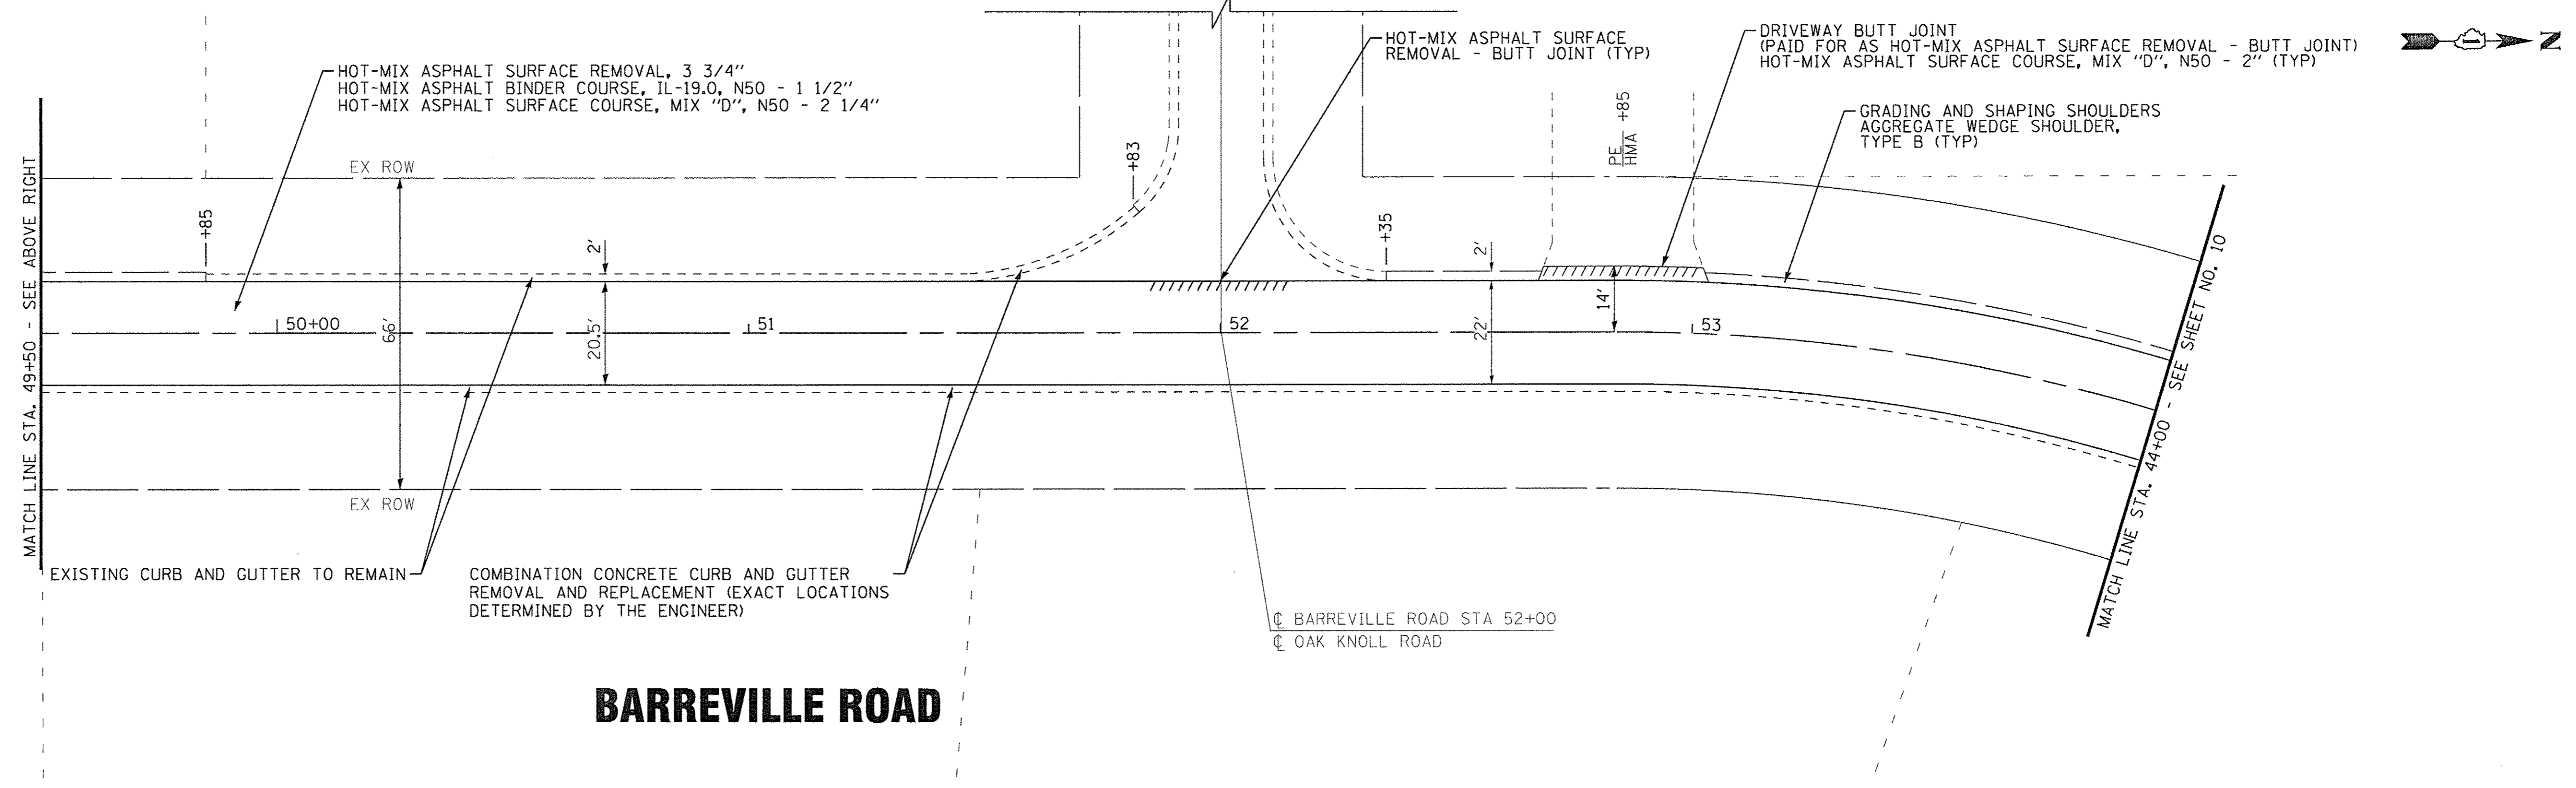 HOT-MIX ASPHALT SURFACE REMOVAL, 3 3/4"
HOT-MIX ASPHALT BINDER COURSE, IL-19.0, N50 - 1 1/2"
HOT-MIX ASPHALT SURFACE COURSE, MIX "D", N50 - 2 1/4"
HOT-MIX ASPHALT SURFACE
REMOVAL - BUTT JOINT (TYP)
DRIVEWAY BUTT JOINT
(PAID FOR AS HOT-MIX ASPHALT SURFACE REMOVAL - BUTT JOINT)
HOT-MIX ASPHALT SURFACE COURSE, MIX "D", N50 - 2" (TYP)
N
GRADING AND SHAPING SHOULDERS
AGGREGATE WEDGE SHOULDER,
TYPE B (TYP)
PE
HMA
+85
EX ROW
+83
MATCH LINE STA. 49+50 - SEE ABOVE RIGHT
+85
2'
+35
2'
14'
50+00
51
52
53
66'
20.5'
22'
MATCH LINE STA. 44+00 - SEE SHEET NO. 10
EX ROW
EXISTING CURB AND GUTTER TO REMAIN
COMBINATION CONCRETE CURB AND GUTTER
REMOVAL AND REPLACEMENT (EXACT LOCATIONS
DETERMINED BY THE ENGINEER)
℄ BARREVILLE ROAD STA 52+00
℄ OAK KNOLL ROAD
BARREVILLE ROAD